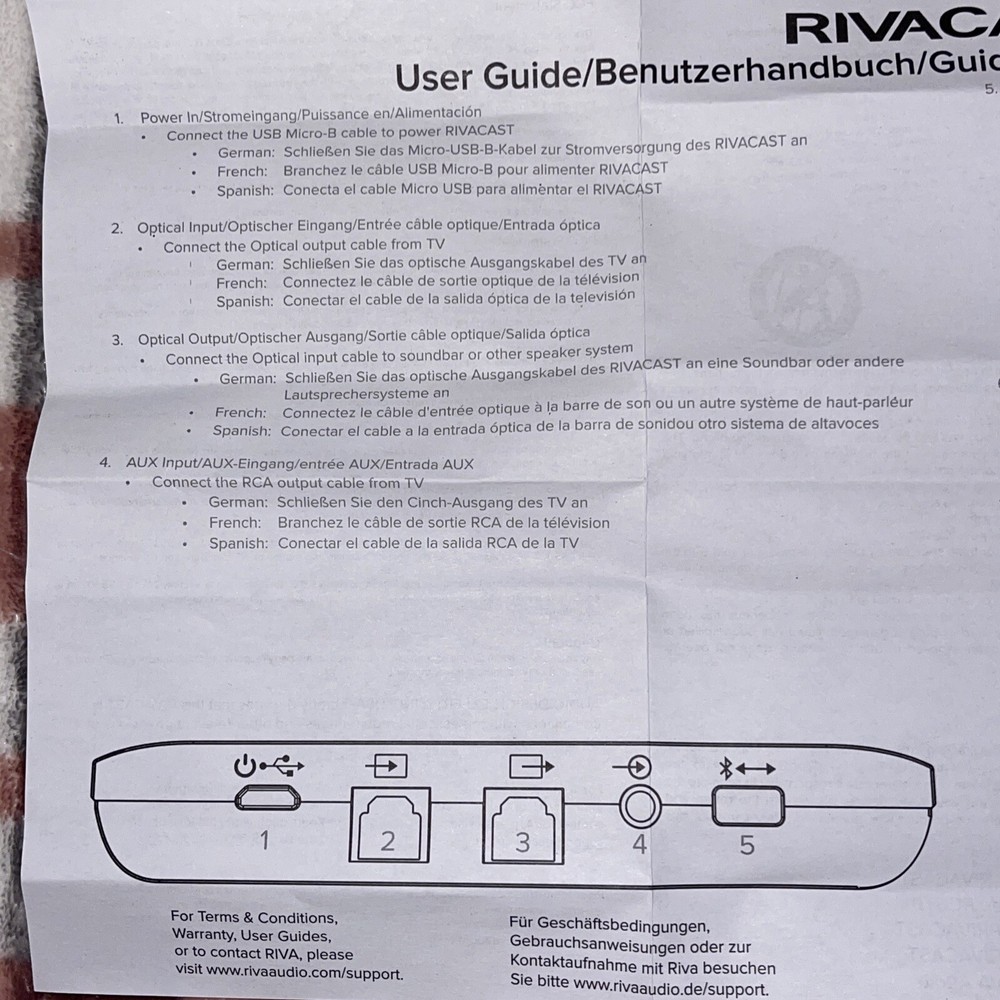 RIVACA
User Guide/Benutzerhandbuch/Guid
5.
1. Power In/Stromeingang/Puissance en/Alimentación
• Connect the USB Micro-B cable to power RIVACAST
• German: Schließen Sie das Micro-USB-B-Kabel zur Stromversorgung des RIVACAST an
• French: Branchez le câble USB Micro-B pour alimenter RIVACAST
• Spanish: Conecta el cable Micro USB para alimentar el RIVACAST
2. Optical Input/Optischer Eingang/Entrée câble optique/Entrada óptica
• Connect the Optical output cable from TV
German: Schließen Sie das optische Ausgangskabel des TV an
French: Connectez le câble de sortie optique de la télévision
Spanish: Conectar el cable de la salida óptica de la televisión
3. Optical Output/Optischer Ausgang/Sortie câble optique/Salida óptica
• Connect the Optical input cable to soundbar or other speaker system
• German: Schließen Sie das optische Ausgangskabel des RIVACAST an eine Soundbar oder andere
Lautsprechersysteme an
• French: Connectez le câble d'entrée optique à la barre de son ou un autre système de haut-parléur
• Spanish: Conectar el cable a la entrada óptica de la barra de sonidou otro sistema de altavoces
4. AUX Input/AUX-Eingang/entrée AUX/Entrada AUX
• Connect the RCA output cable from TV
• German: Schließen Sie den Cinch-Ausgang des TV an
• French: Branchez le câble de sortie RCA de la télévision
• Spanish: Conectar el cable de la salida RCA de la TV
1 2 3 4 5
For Terms & Conditions,
Warranty, User Guides,
or to contact RIVA, please
visit www.rivaaudio.com/support.
Für Geschäftsbedingungen,
Gebrauchsanweisungen oder zur
Kontaktaufnahme mit Riva besuchen
Sie bitte www.rivaaudio.de/support.